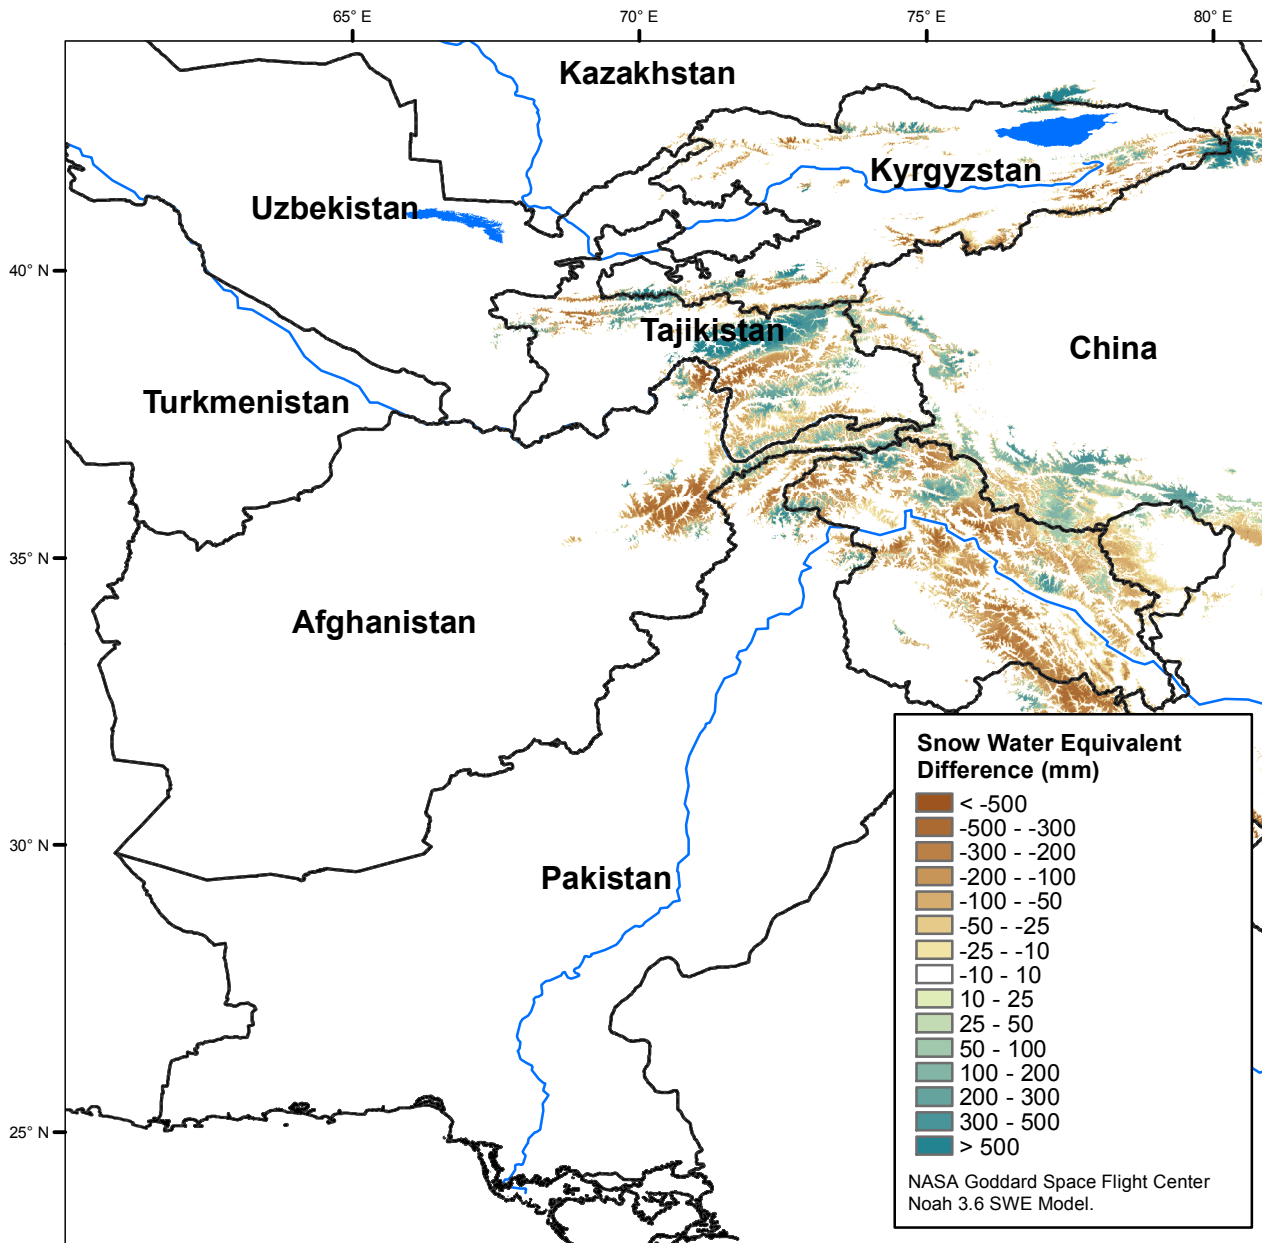 65° E
70° E
75° E
80° E
Kazakhstan
Kyrgyzstan
Uzbekistan
40° N
Tajikistan
China
Turkmenistan
35° N
Afghanistan
30° N
Pakistan
25° N
Snow Water Equivalent
Difference (mm)
< -500
-500 - -300
-300 - -200
-200 - -100
-100 - -50
-50 - -25
-25 - -10
-10 - 10
10 - 25
25 - 50
50 - 100
100 - 200
200 - 300
300 - 500
> 500
NASA Goddard Space Flight Center
Noah 3.6 SWE Model.